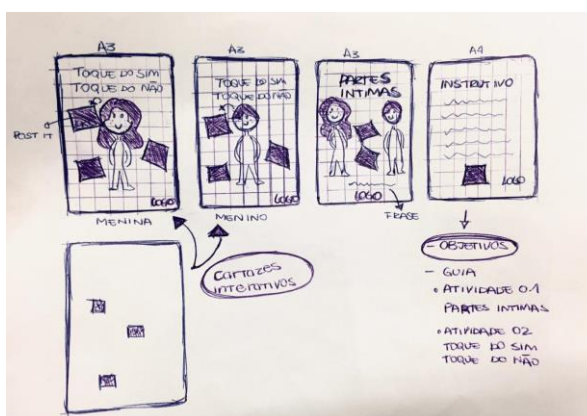 A3
TOQUE DO SIM
TOQUE DO NÃO
POST IT
LOGO
MENINA
A3
TOQUE DO SIM
TOQUE DO NÃO
LOGO
MENINO
A3
PARTES
INTIMAS
LOGO
FRASE
A4
INSTRUTIVO
LOGO
- OBJETIVOS
- GUIA
• ATIVIDADE 01
PARTES INTIMAS
• ATIVIDADE 02
TOQUE DO SIM
TOQUE DO NÃO
Cartazes
interativos